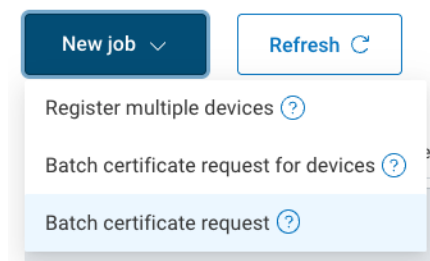 New job
Refresh
Register multiple devices ?
Batch certificate request for devices ?
Batch certificate request ?